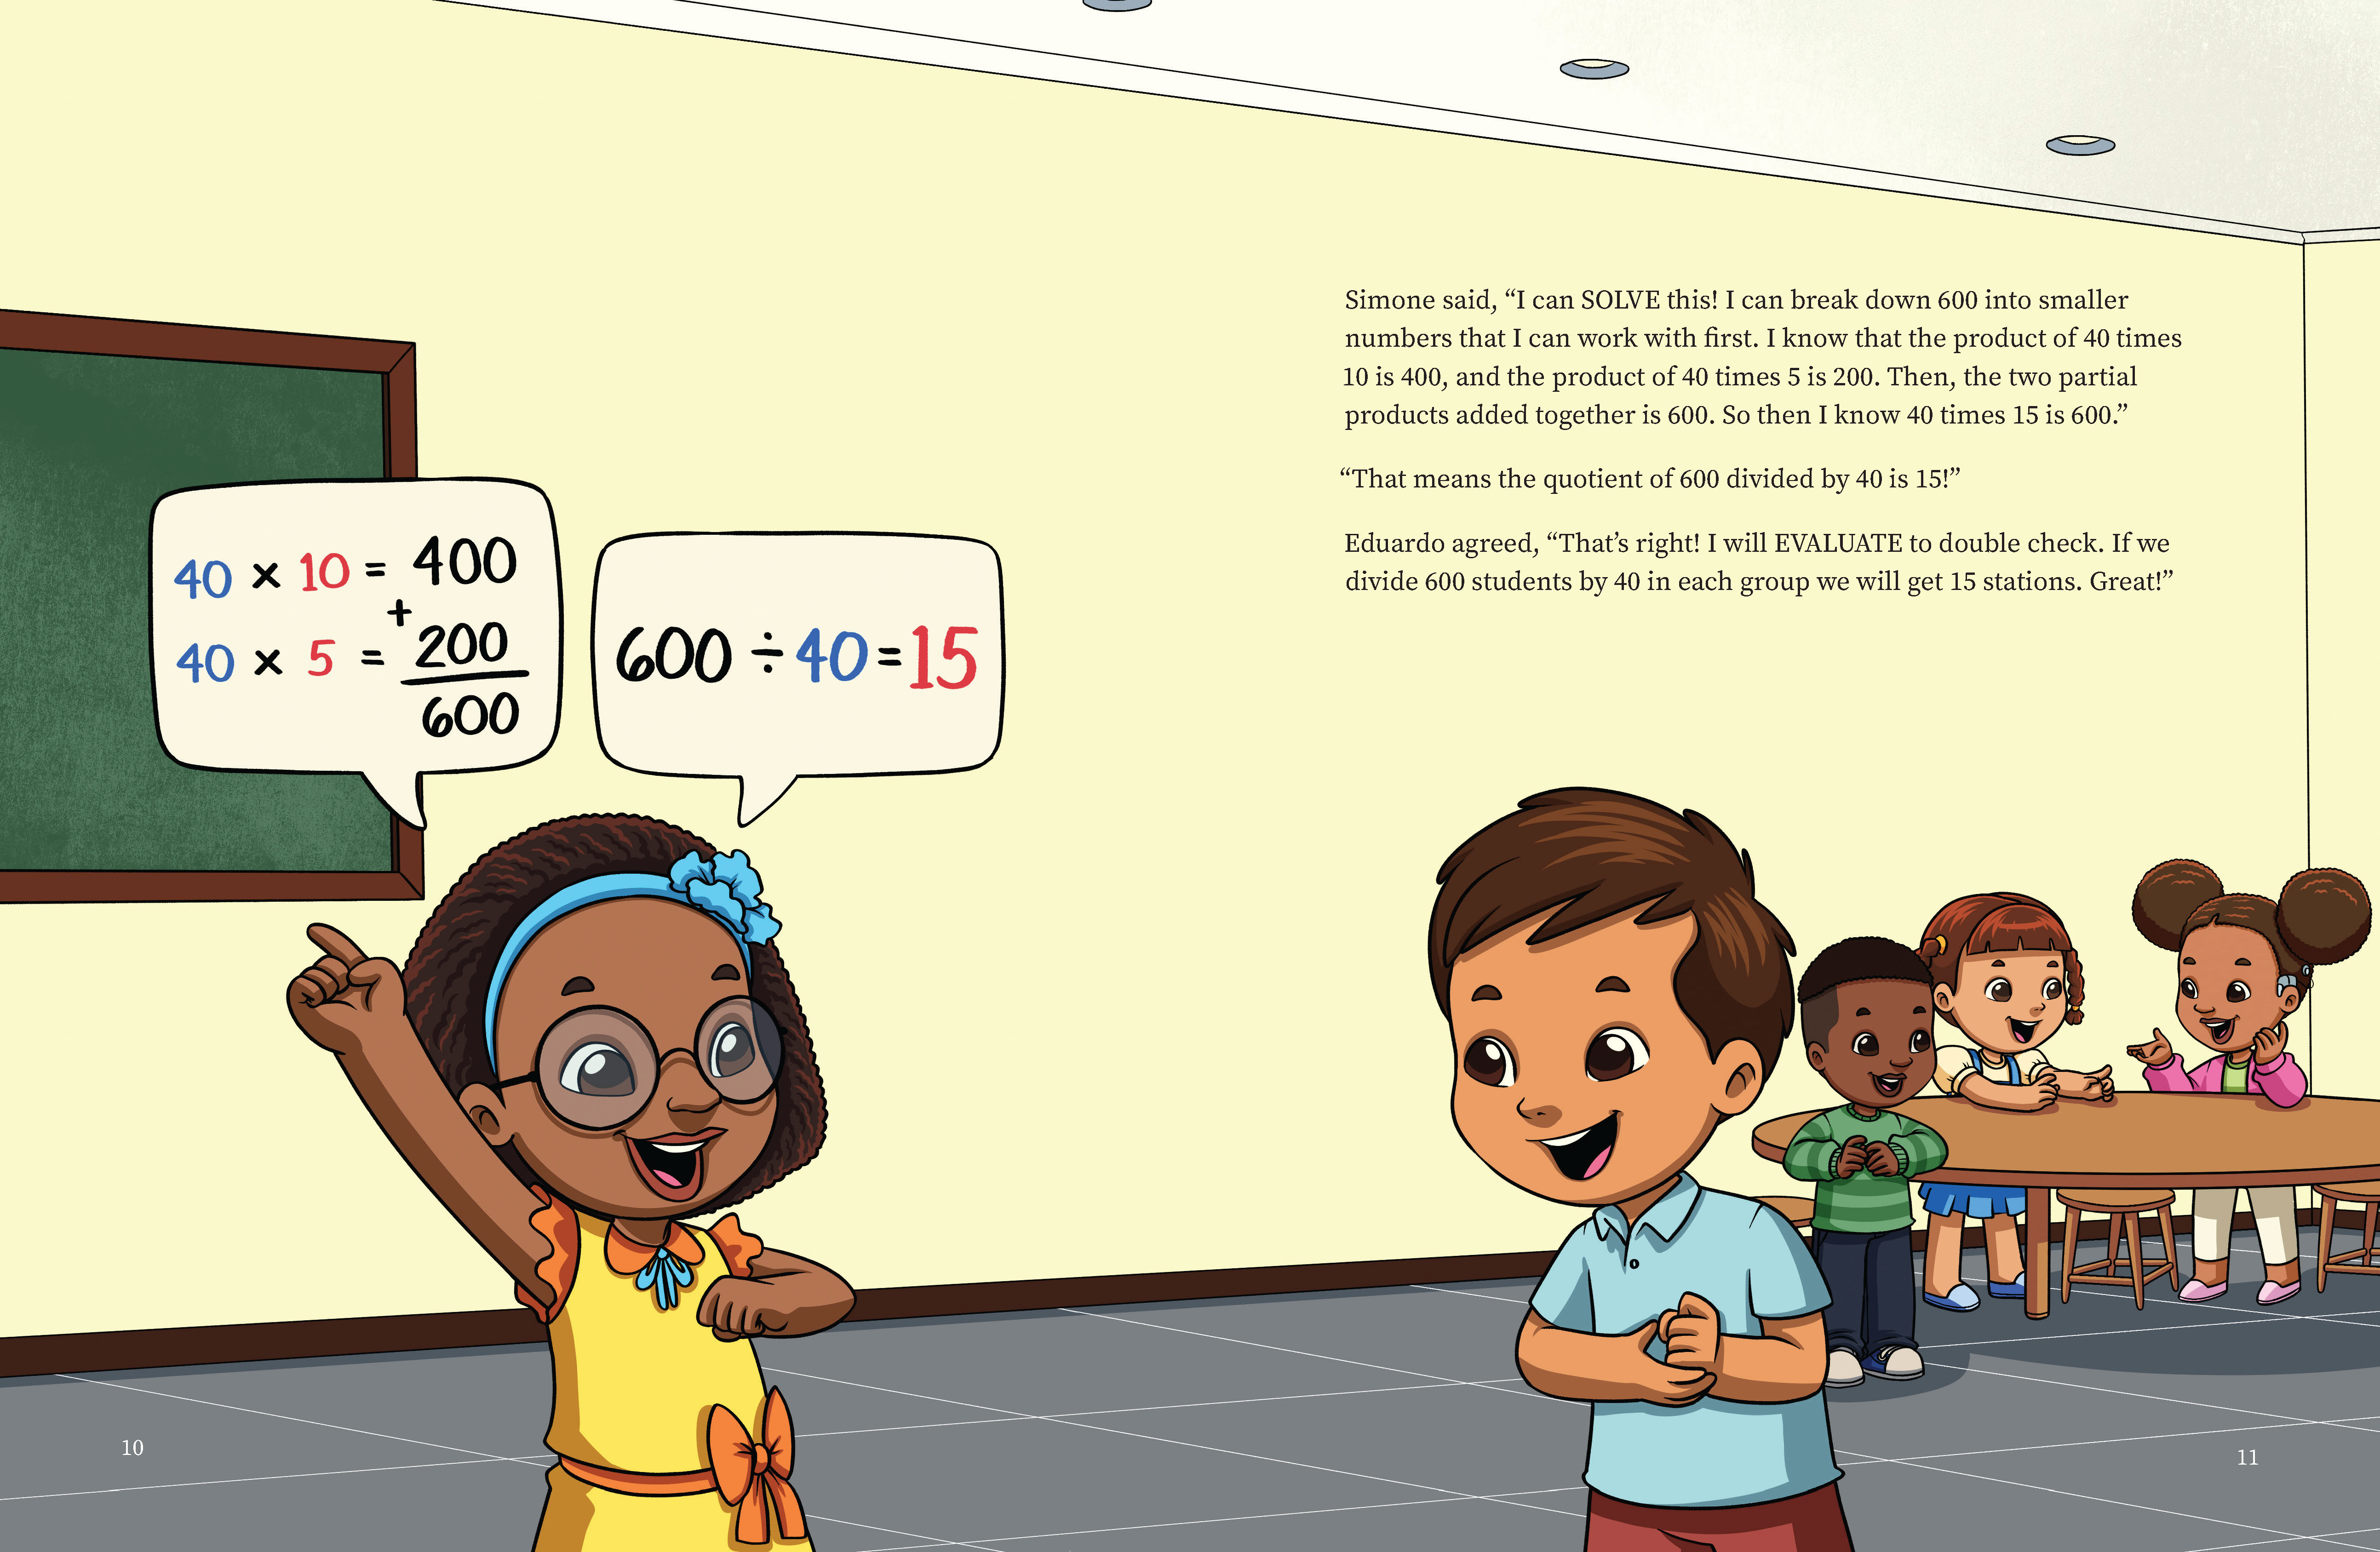 40 × 10 = 400
+
40 × 5 = 200
600
600 ÷ 40 = 15
Simone said, “I can SOLVE this! I can break down 600 into smaller
numbers that I can work with first. I know that the product of 40 times
10 is 400, and the product of 40 times 5 is 200. Then, the two partial
products added together is 600. So then I know 40 times 15 is 600.”
“That means the quotient of 600 divided by 40 is 15!”
Eduardo agreed, “That’s right! I will EVALUATE to double check. If we
divide 600 students by 40 in each group we will get 15 stations. Great!”
10
11